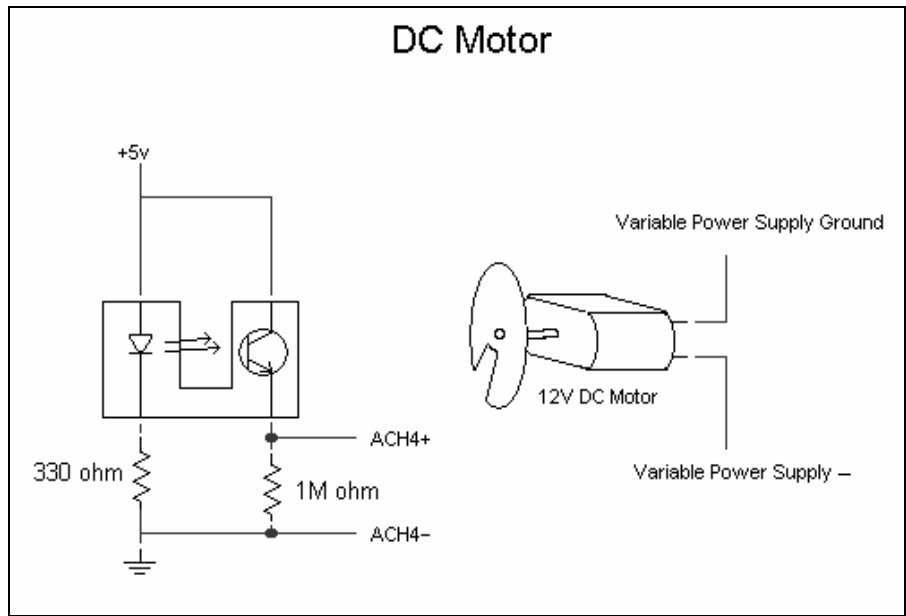 DC Motor
+5v
Variable Power Supply Ground
12V DC Motor
ACH4+
330 ohm
1M ohm
Variable Power Supply –
ACH4–